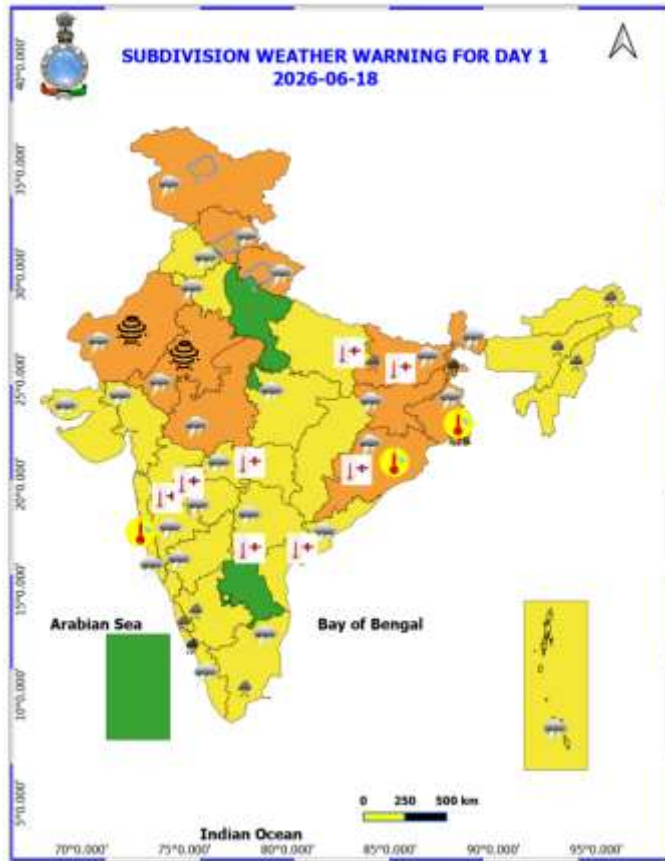 SUBDIVISION WEATHER WARNING FOR DAY 1
2026-06-18
40°0.000'
35°0.000'
30°0.000'
25°0.000'
20°0.000'
15°0.000'
10°0.000'
5°0.000'
Arabian Sea
Bay of Bengal
0 250 500 km
Indian Ocean
70°0.000' 75°0.000' 80°0.000' 85°0.000' 90°0.000' 95°0.000'